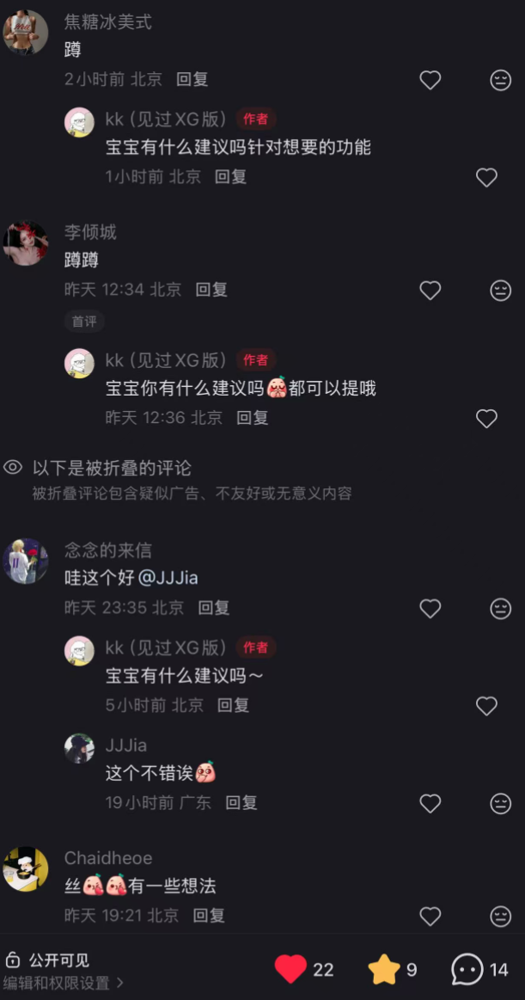 焦糖冰美式
蹲
2小时前 北京 回复
kk (见过XG版) 作者
宝宝有什么建议吗针对想要的功能
1小时前 北京 回复
李倾城
蹲蹲
昨天 12:34 北京 回复
首评
kk (见过XG版) 作者
宝宝你有什么建议吗都可以提哦
昨天 12:36 北京 回复
以下是被折叠的评论
被折叠评论包含疑似广告、不友好或无意义内容
念念的来信
哇这个好 @JJJia
昨天 23:35 北京 回复
kk (见过XG版) 作者
宝宝有什么建议吗～
5小时前 北京 回复
JJJia
这个不错诶
19小时前 广东 回复
Chaidheoe
丝有一些想法
昨天 19:21 北京 回复
公开可见 22 9 14
编辑和权限设置 >